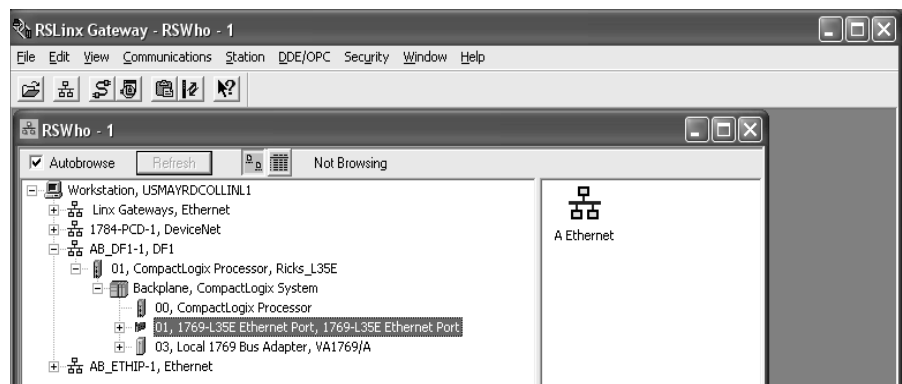 RSLinx Gateway - RSWho - 1
File Edit View Communications Station DDE/OPC Security Window Help
RSWho - 1
Autobrowse Refresh Not Browsing
Workstation, USMAYRDCOLLINL1
Linx Gateways, Ethernet
1784-PCD-1, DeviceNet
AB_DF1-1, DF1
01, CompactLogix Processor, Ricks_L35E
Backplane, CompactLogix System
00, CompactLogix Processor
01, 1769-L35E Ethernet Port, 1769-L35E Ethernet Port
03, Local 1769 Bus Adapter, VA1769/A
AB_ETHIP-1, Ethernet
A Ethernet